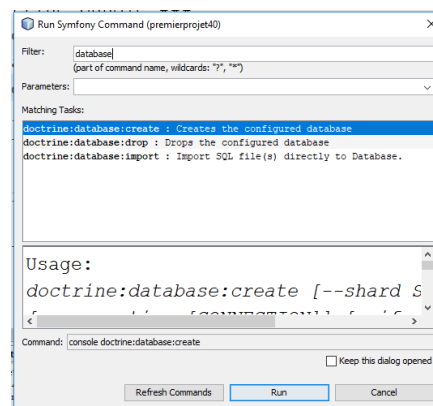 Run Symfony Command (premierprojet40)
Filter:
database
(part of command name, wildcards: "?", "*")
Parameters:
Matching Tasks:
doctrine:database:create : Creates the configured database
doctrine:database:drop : Drops the configured database
doctrine:database:import : Import SQL file(s) directly to Database.
Usage:
doctrine:database:create [--shard S
Command: console doctrine:database:create
Keep this dialog opened
Refresh Commands Run Cancel